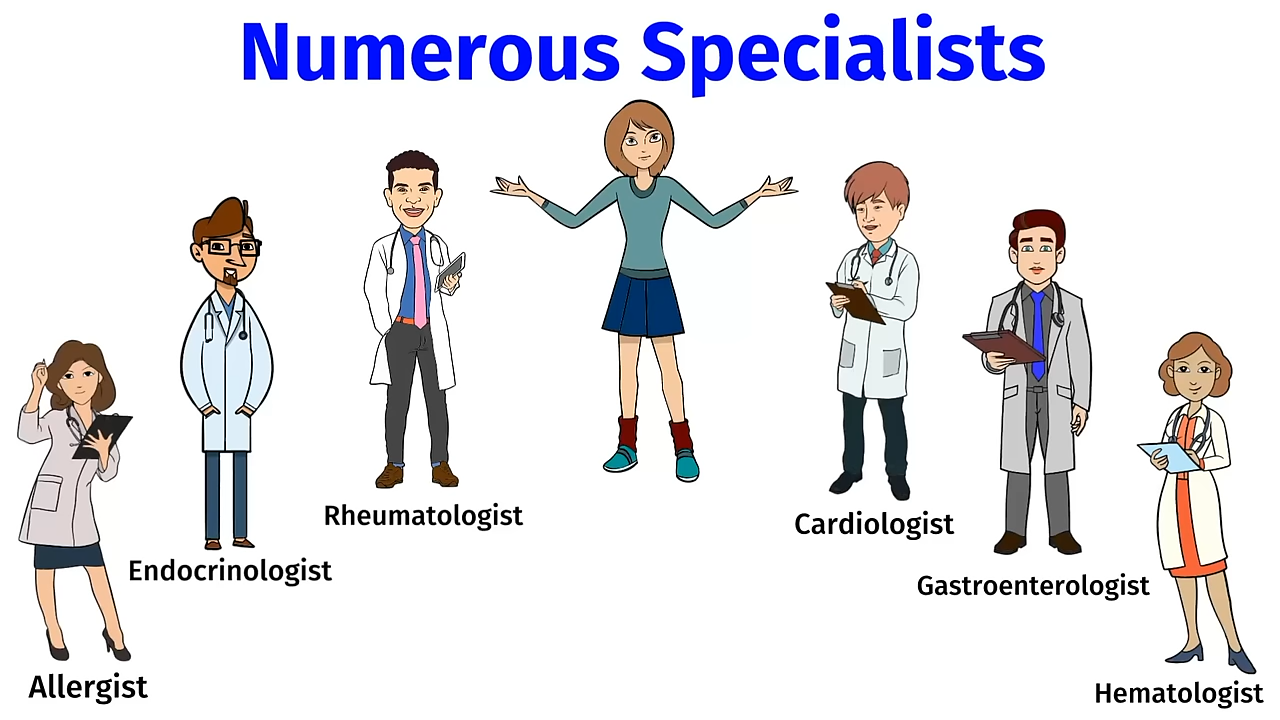 Numerous Specialists
Rheumatologist
Cardiologist
Endocrinologist
Gastroenterologist
Allergist
Hematologist